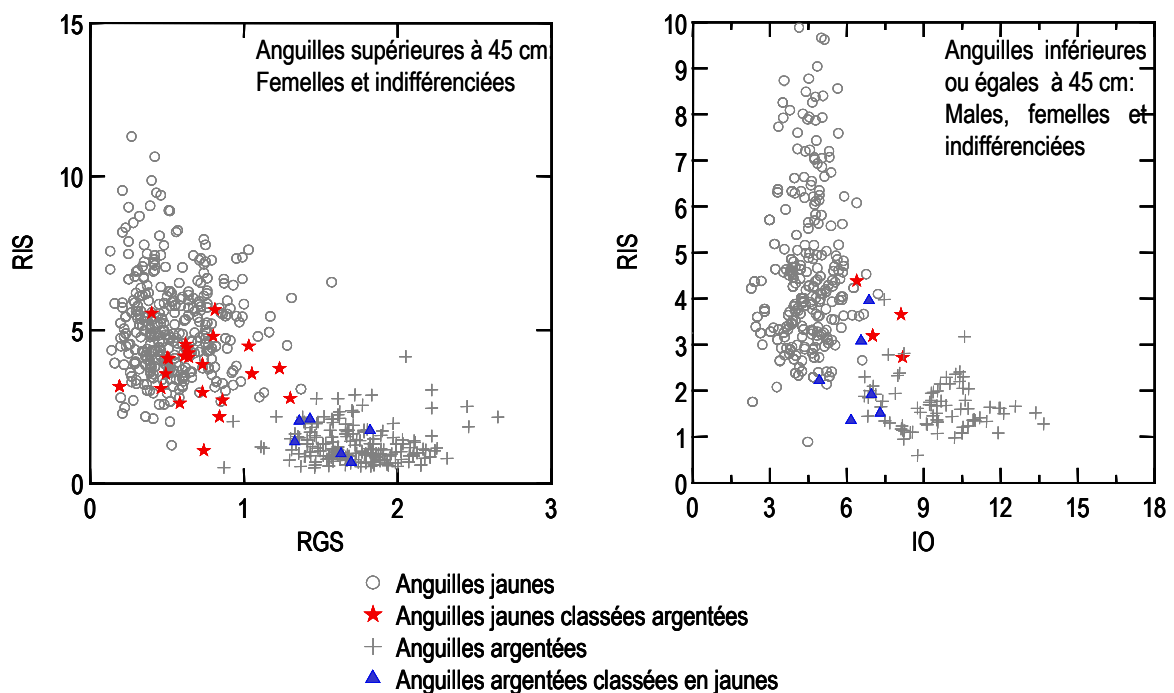 Anguilles supérieures à 45 cm:
Femelles et indifférenciées
15
10
5
0
RIS
0
1
2
3
RGS
Anguilles inférieures
ou égales à 45 cm:
Males, femelles et
indifférenciées
10
9
8
7
6
5
4
3
2
1
0
RIS
0
3
6
9
12
15
18
IO
Anguilles jaunes
Anguilles jaunes classées argentées
Anguilles argentées
Anguilles argentées classées en jaunes